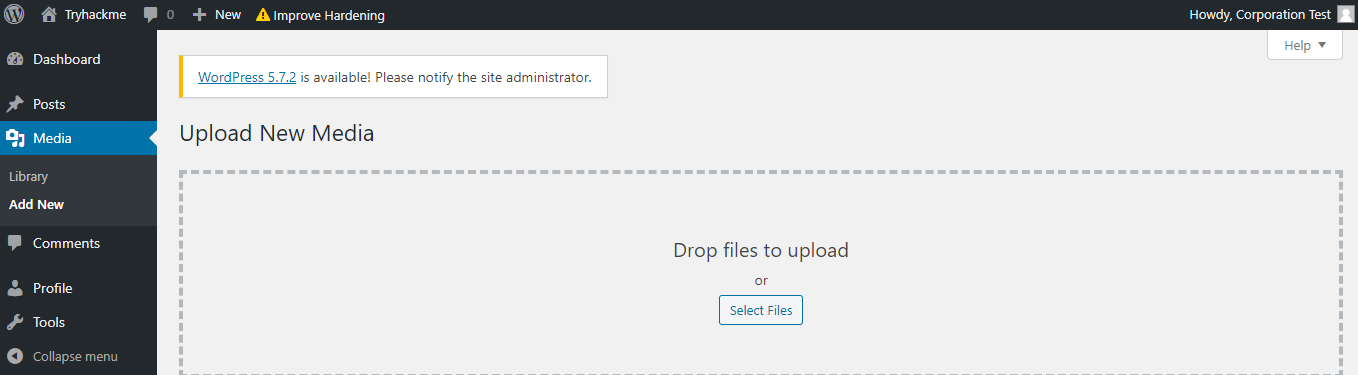 Tryhackme 0 New Improve Hardening Howdy, Corporation Test
Help
Dashboard
Posts
Media
Library
Add New
Comments
Profile
Tools
Collapse menu
WordPress 5.7.2 is available! Please notify the site administrator.
Upload New Media
Drop files to upload
or
Select Files